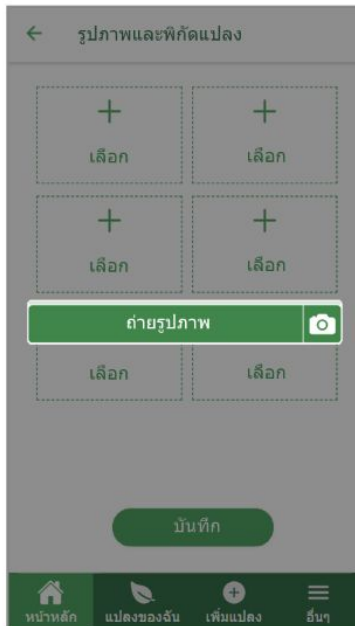 รูปภาพและพิกัดแปลง
เลือก เลือก
เลือก เลือก
ถ่ายรูปภาพ
เลือก เลือก
บันทึก
หน้าหลัก แปลงของฉัน เพิ่มแปลง อื่นๆ